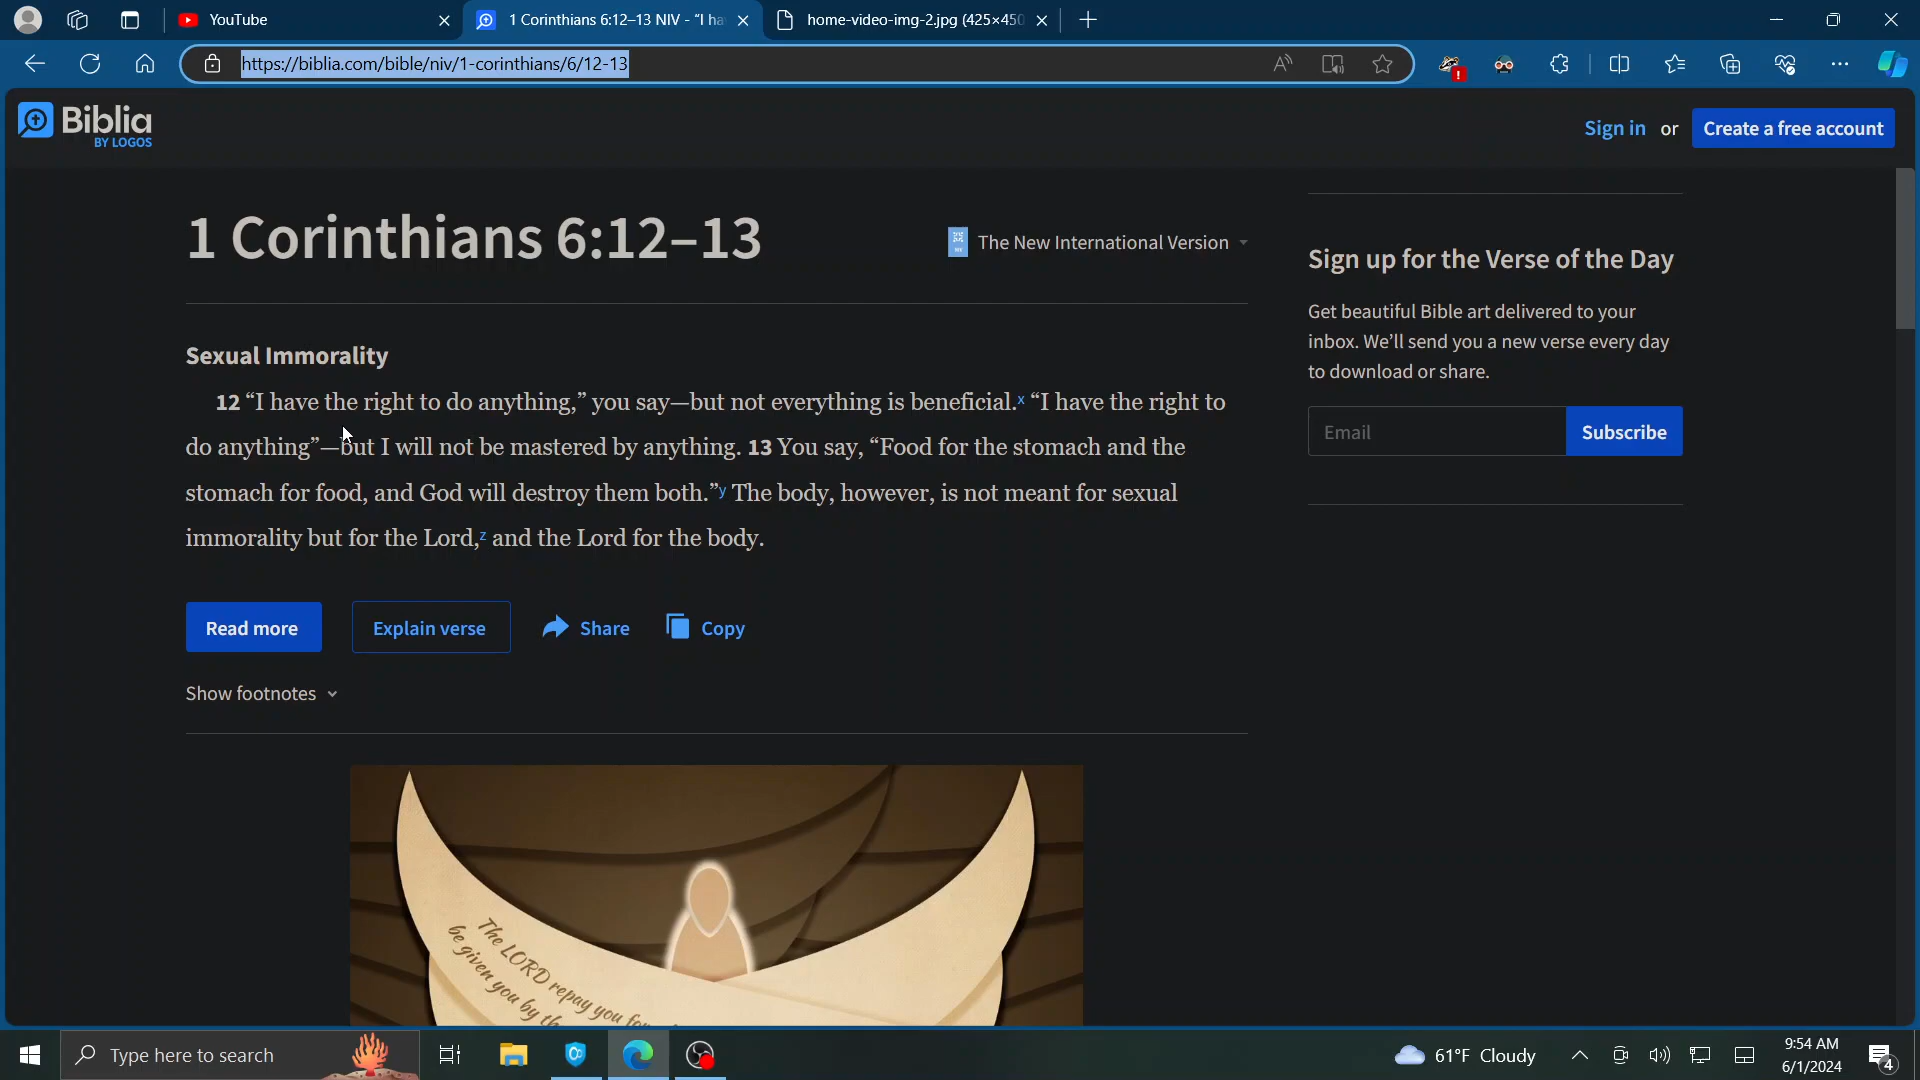 YouTube
1 Corinthians 6:12–13 NIV - “I ha
home-video-img-2.jpg (425×450
https://biblia.com/bible/niv/1-corinthians/6/12-13
Biblia
BY LOGOS
Sign in or Create a free account
1 Corinthians 6:12–13
The New International Version
Sexual Immorality
12 “I have the right to do anything,” you say—but not everything is beneficial.x “I have the right to
do anything”—but I will not be mastered by anything. 13 You say, “Food for the stomach and the
stomach for food, and God will destroy them both.”y The body, however, is not meant for sexual
immorality but for the Lord,z and the Lord for the body.
Read more
Explain verse
Share
Copy
Show footnotes
Sign up for the Verse of the Day
Get beautiful Bible art delivered to your
inbox. We’ll send you a new verse every day
to download or share.
Email
Subscribe
The LORD repay you for
be given you by th
Type here to search
61°F Cloudy
9:54 AM
6/1/2024
4